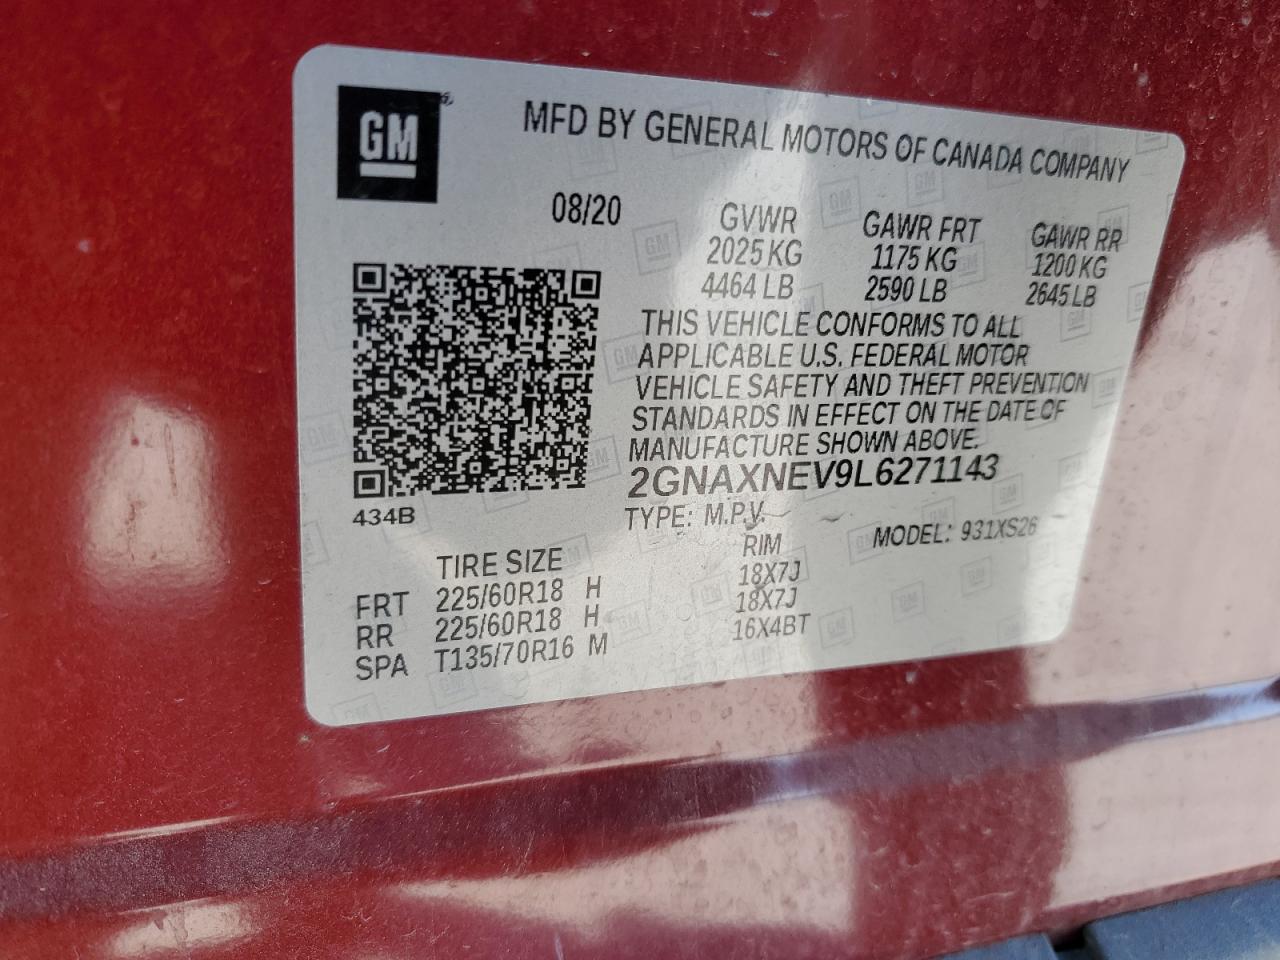 GM
MFD BY GENERAL MOTORS OF CANADA COMPANY
08/20
GVWR GAWR FRT GAWR RR
2025 KG 1175 KG 1200 KG
4464 LB 2590 LB 2645 LB
THIS VEHICLE CONFORMS TO ALL
APPLICABLE U.S. FEDERAL MOTOR
VEHICLE SAFETY AND THEFT PREVENTION
STANDARDS IN EFFECT ON THE DATE OF
MANUFACTURE SHOWN ABOVE.
2GNAXNEV9L6271143
434B
TYPE: M.P.V. MODEL: 931XS26
TIRE SIZE RIM
FRT 225/60R18 H 18X7J
RR 225/60R18 H 18X7J
SPA T135/70R16 M 16X4BT